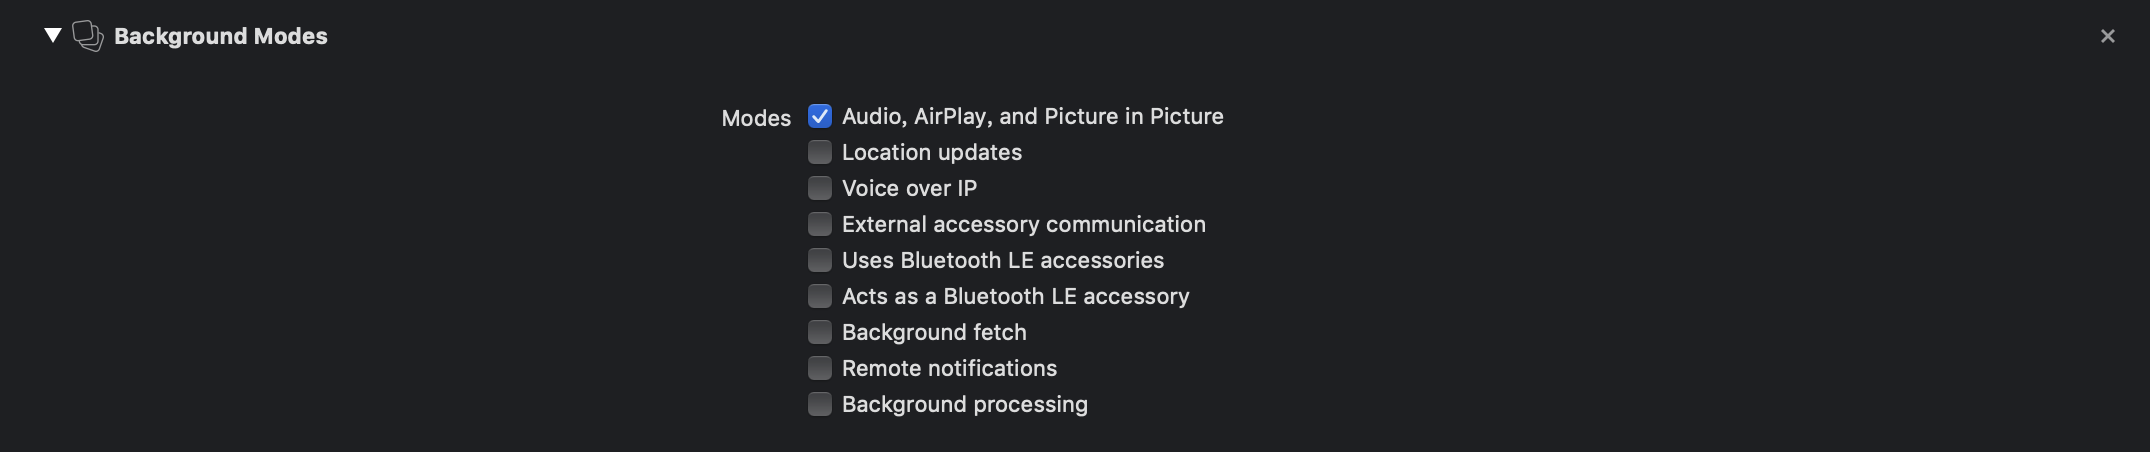 Background Modes
Modes
Audio, AirPlay, and Picture in Picture
Location updates
Voice over IP
External accessory communication
Uses Bluetooth LE accessories
Acts as a Bluetooth LE accessory
Background fetch
Remote notifications
Background processing